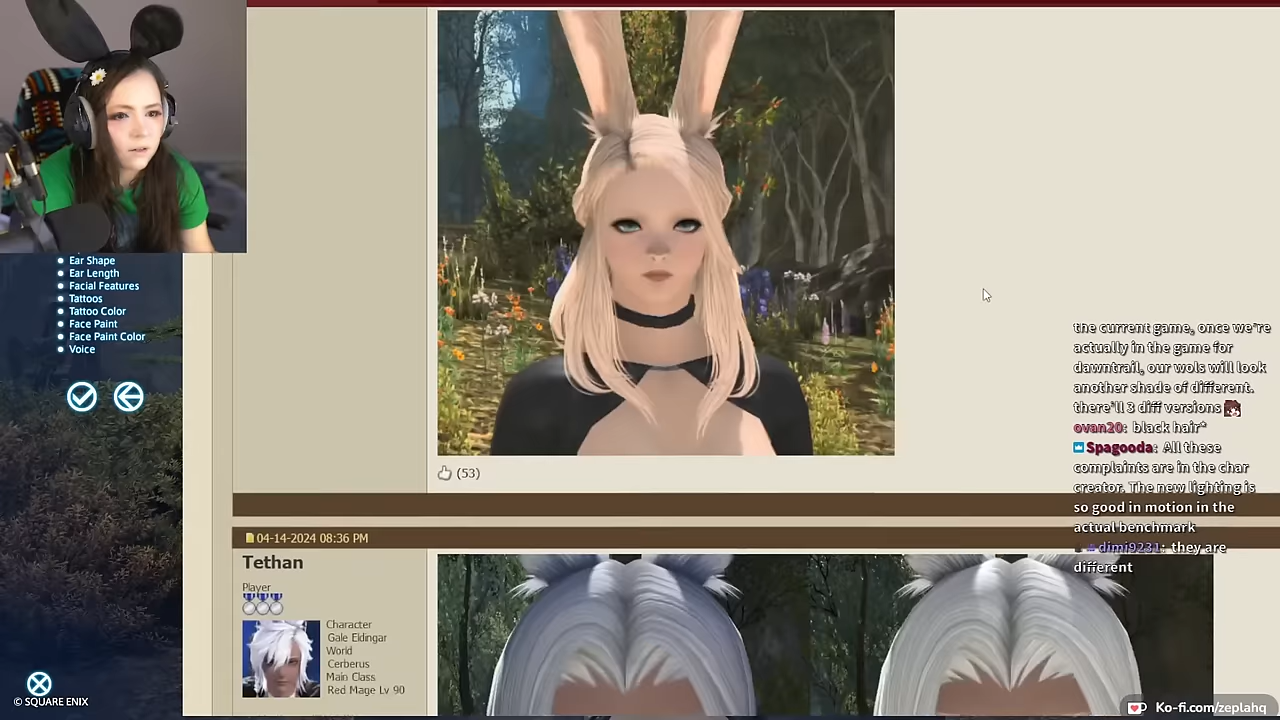 Ear Shape
Ear Length
Facial Features
Tattoos
Tattoo Color
Face Paint
Face Paint Color
Voice
© SQUARE ENIX
(53)
04-14-2024 08:36 PM
Tethan
Player
Character
Gale Eidingar
World
Cerberus
Main Class
Red Mage Lv 90
the current game, once we're
actually in the game for
dawntrail, our wols will look
another shade of different.
there'll 3 diff versions
ovan20: black hair*
Spagooda: All these
complaints are in the char
creator. The new lighting is
so good in motion in the
actual benchmark
dimi9231: they are
different
Ko-fi.com/zeplahq